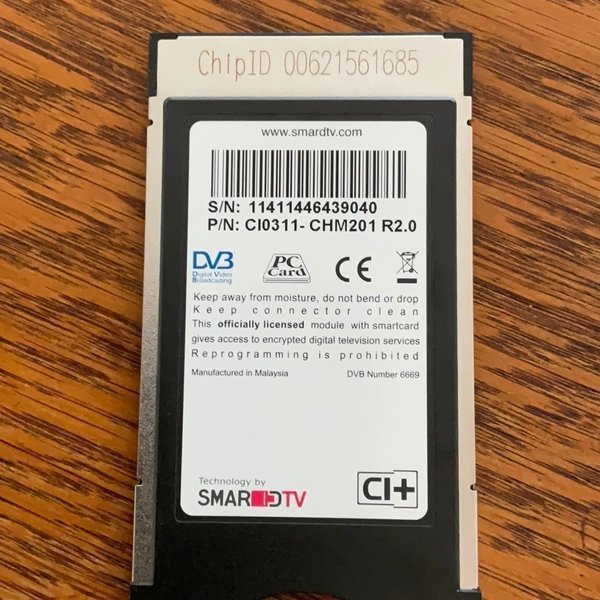 ChipID 00621561685
www.smardtv.com
S/N: 11411446439040
P/N: CI0311- CHM201 R2.0
DVB
Digital Video
Broadcasting
PC
Card
CE
Keep away from moisture, do not bend or drop
Keep connector clean
This officially licensed module with smartcard
gives access to encrypted digital television services
Reprogramming is prohibited
Manufactured in Malaysia DVB Number 6669
Technology by
SMARDTV
CI+